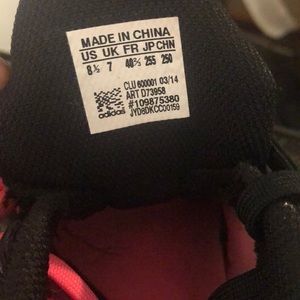 MADE IN CHINA
US UK FR JP CHN
8½ 7 40⅔ 255 250
CLU 600001 03/14
ART D73958
#109875380
adidas JYD8DKCC00159